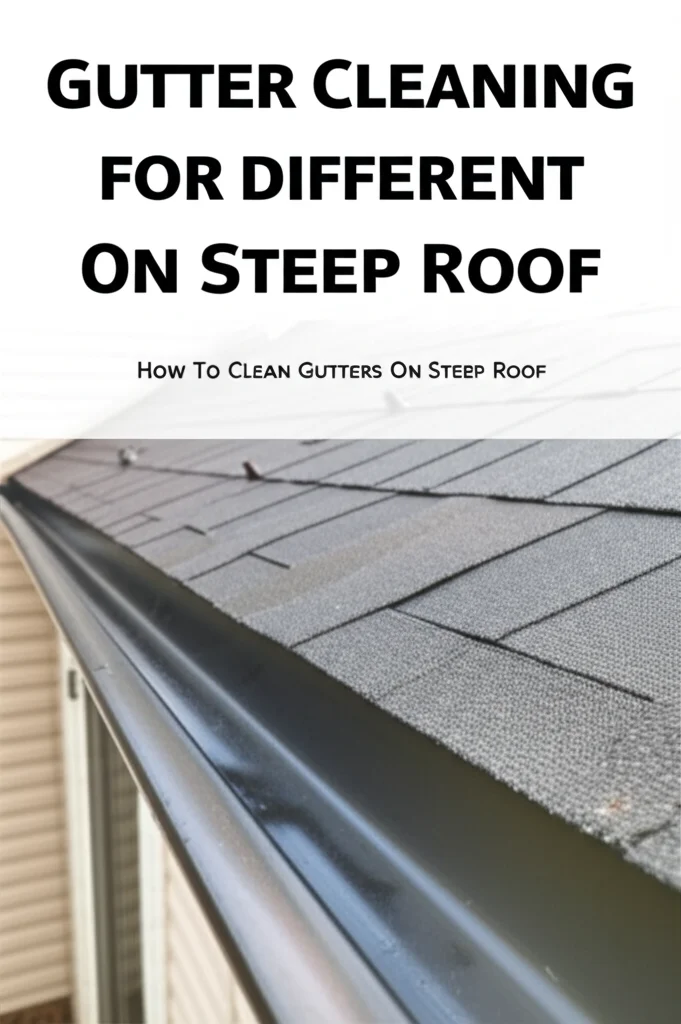 GUTTER CLEANING
FOR DIFFERENT
ON STEEP ROOF
HOW TO CLEAN GUTTERS ON STEEP ROOF